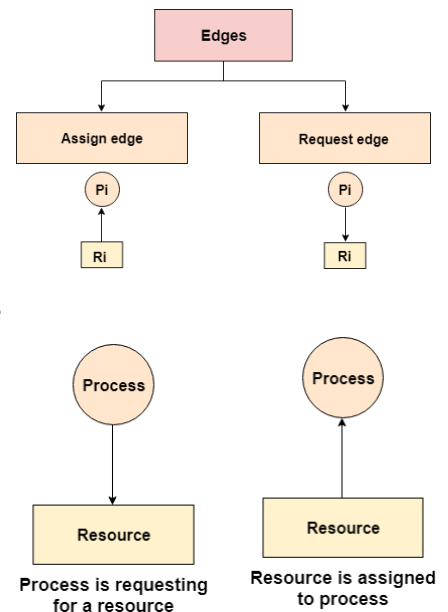 Edges
Assign edge
Request edge
Pi
Pi
Ri
Ri
Process
Process
Resource
Resource
Process is requesting
for a resource
Resource is assigned
to process